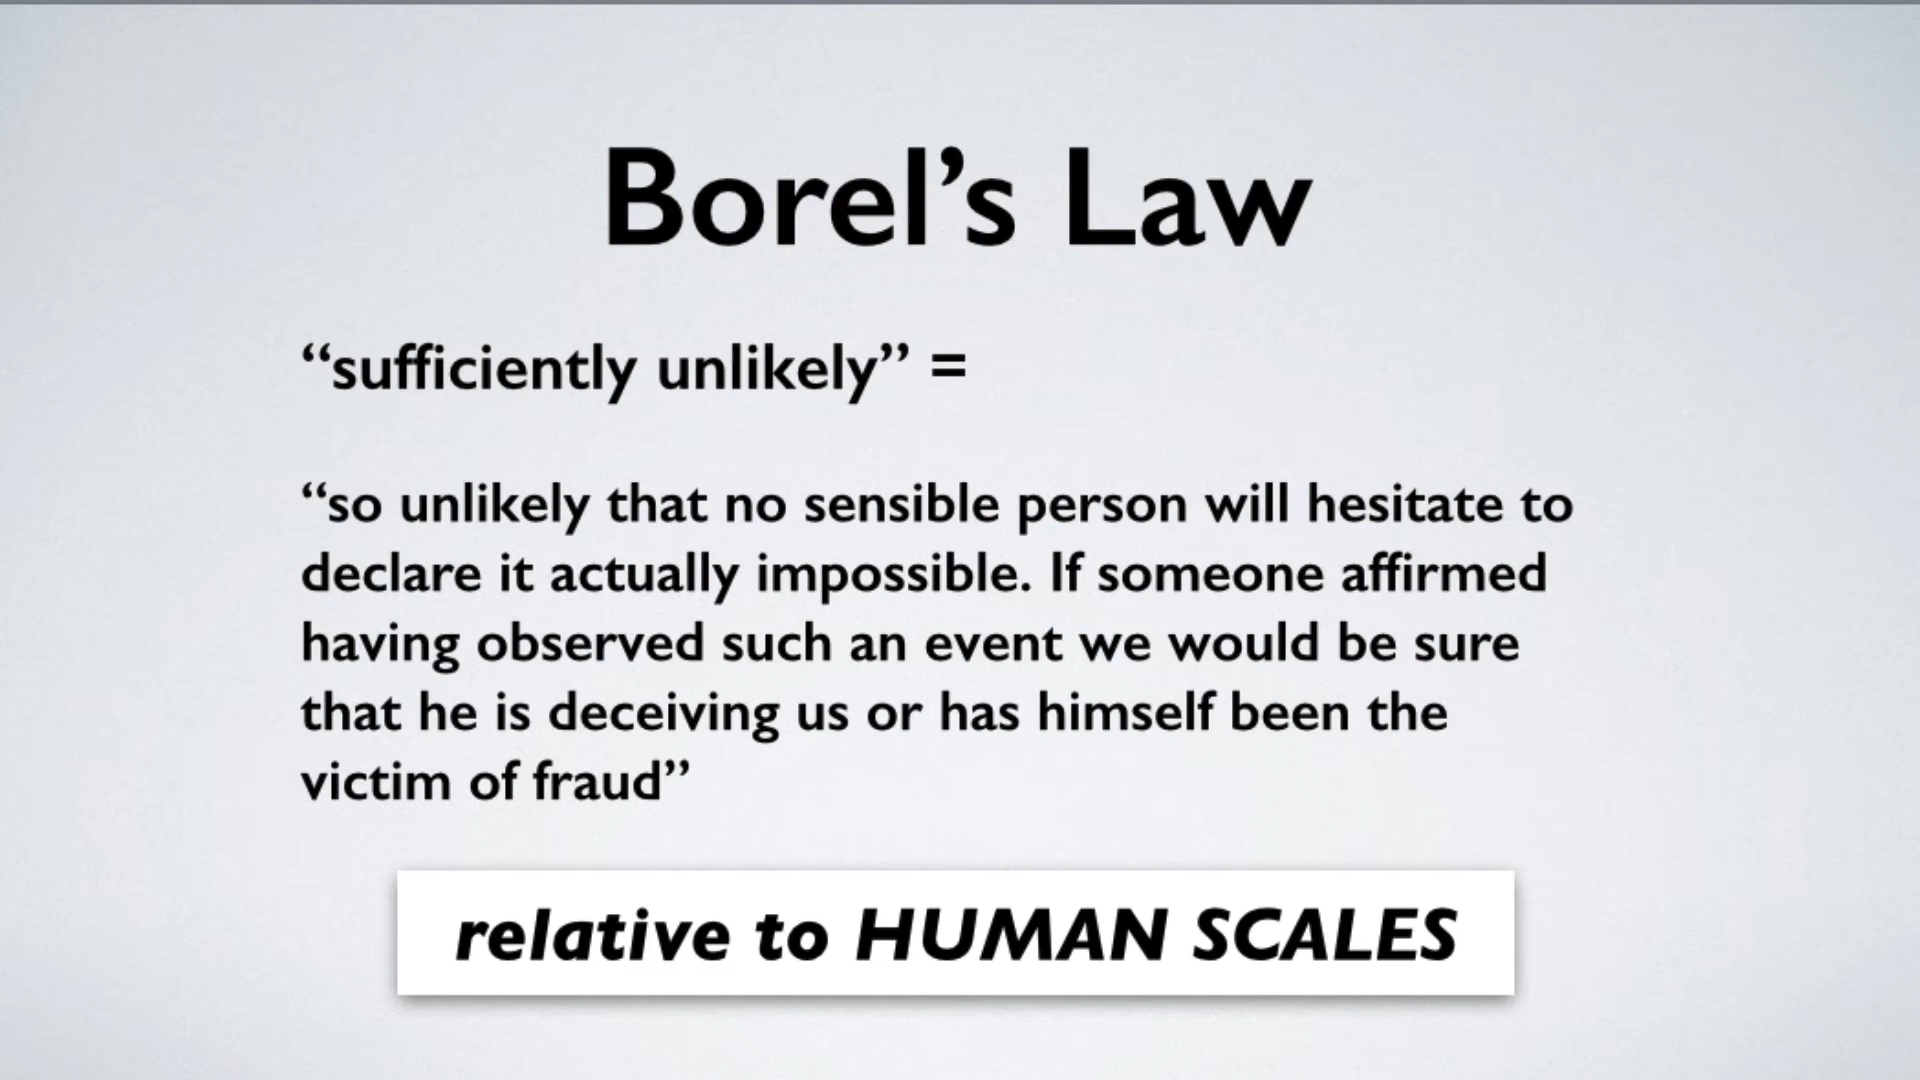 Borel’s Law
“sufficiently unlikely” =
“so unlikely that no sensible person will hesitate to
declare it actually impossible. If someone affirmed
having observed such an event we would be sure
that he is deceiving us or has himself been the
victim of fraud”
relative to HUMAN SCALES